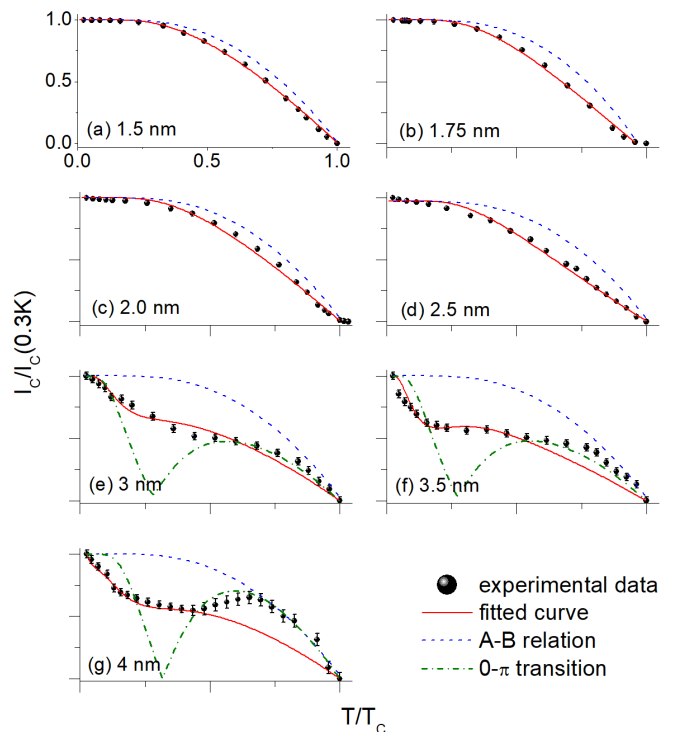 1.0
0.5
0.0
(a) 1.5 nm
(b) 1.75 nm
0.0
0.5
1.0
(c) 2.0 nm
(d) 2.5 nm
I_C/I_C(0.3K)
(e) 3 nm
(f) 3.5 nm
(g) 4 nm
experimental data
fitted curve
A-B relation
0-π transition
T/T_C